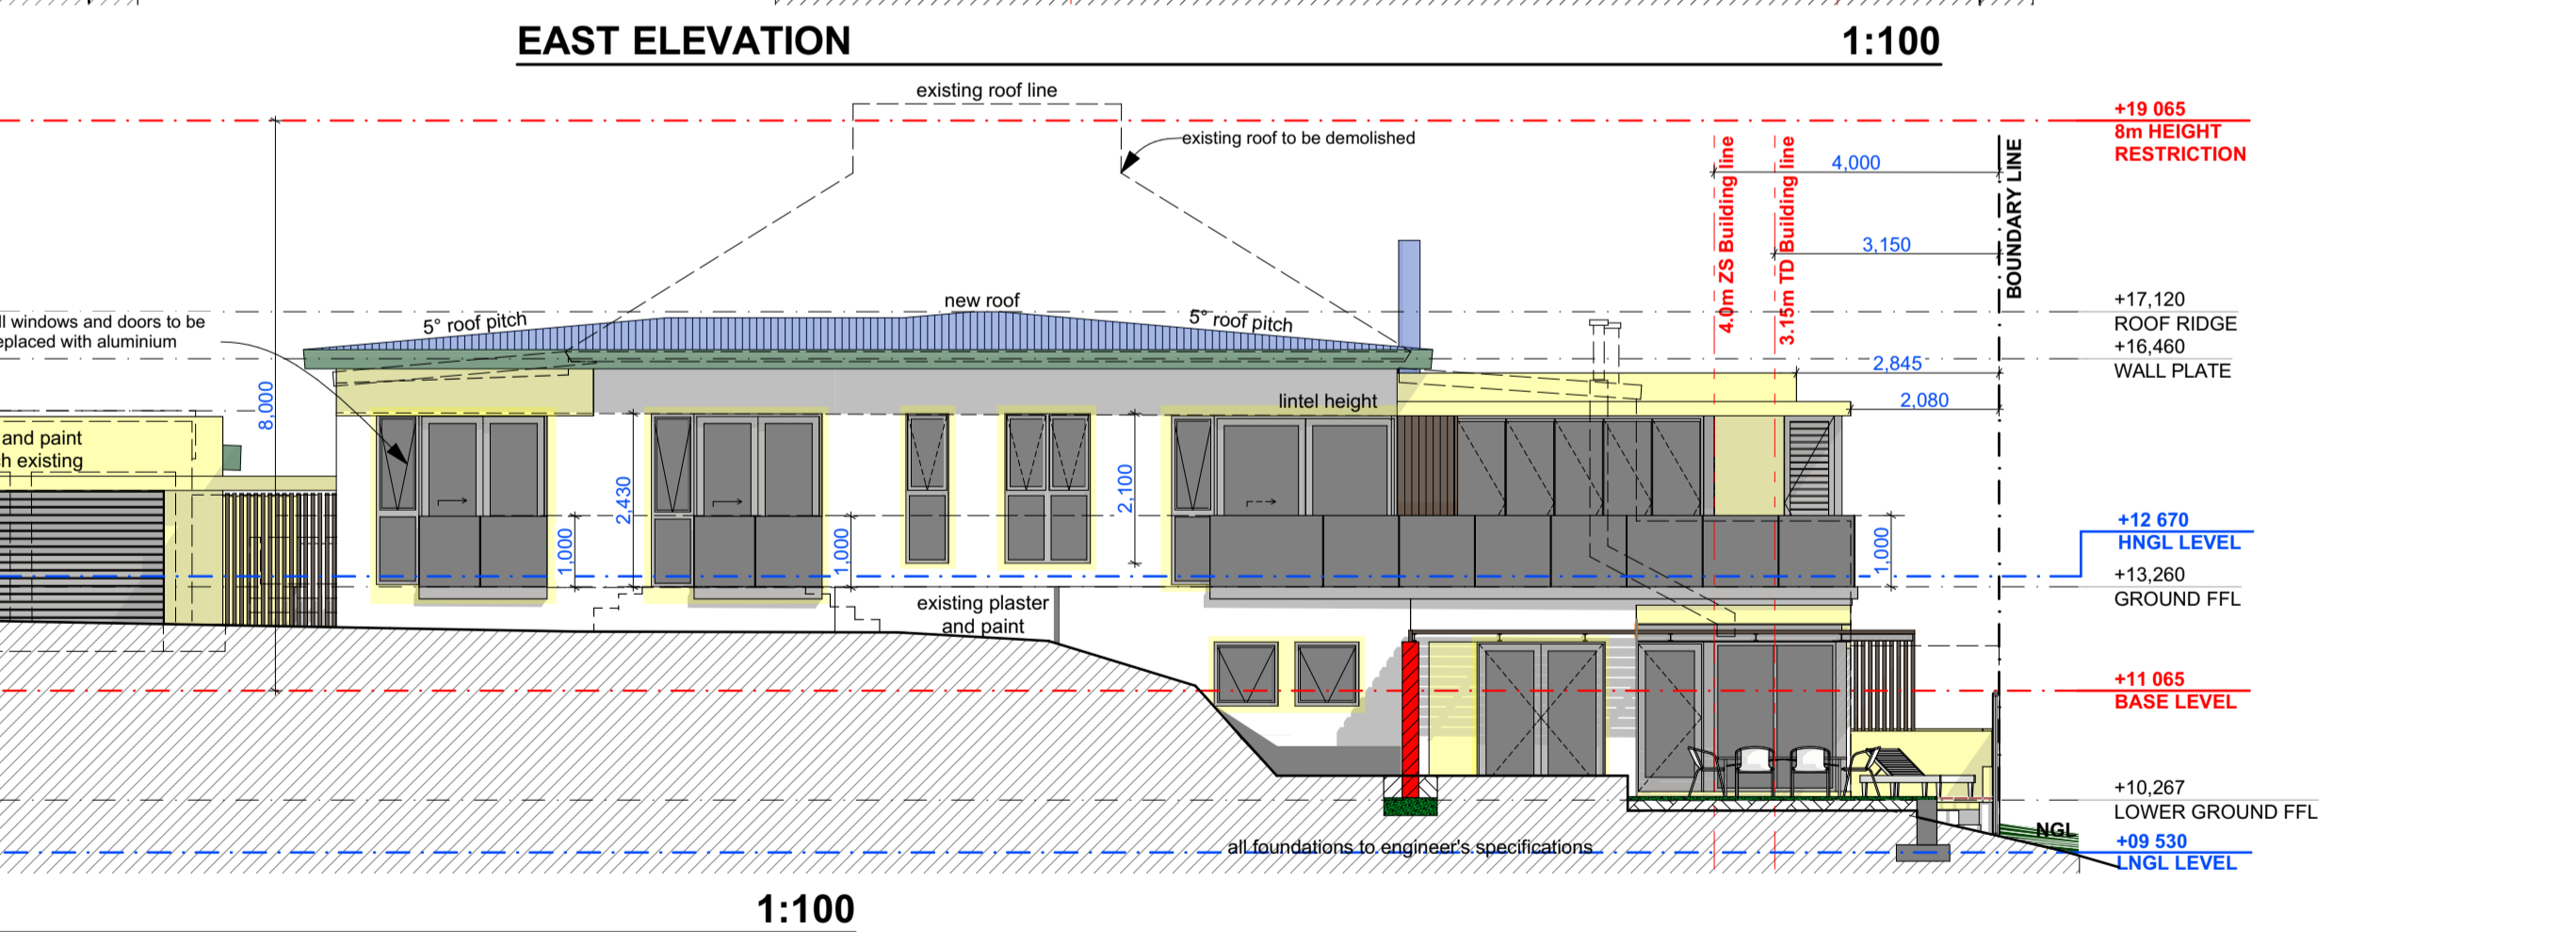 EAST ELEVATION
1:100
existing roof line
existing roof to be demolished
+19 065
8m HEIGHT
RESTRICTION
4.0m ZS Building line
3.15m TD Building line
BOUNDARY LINE
4,000
3,150
new roof
5° roof pitch
5° roof pitch
+17,120
ROOF RIDGE
+16,460
WALL PLATE
ll windows and doors to be
eplaced with aluminium
2,845
2,080
8,000
lintel height
and paint
h existing
2,430
2,100
1,000
1,000
1,000
+12 670
HNGL LEVEL
+13,260
GROUND FFL
existing plaster
and paint
+11 065
BASE LEVEL
+10,267
LOWER GROUND FFL
NGL
all foundations to engineer's specifications
+09 530
LNGL LEVEL
1:100